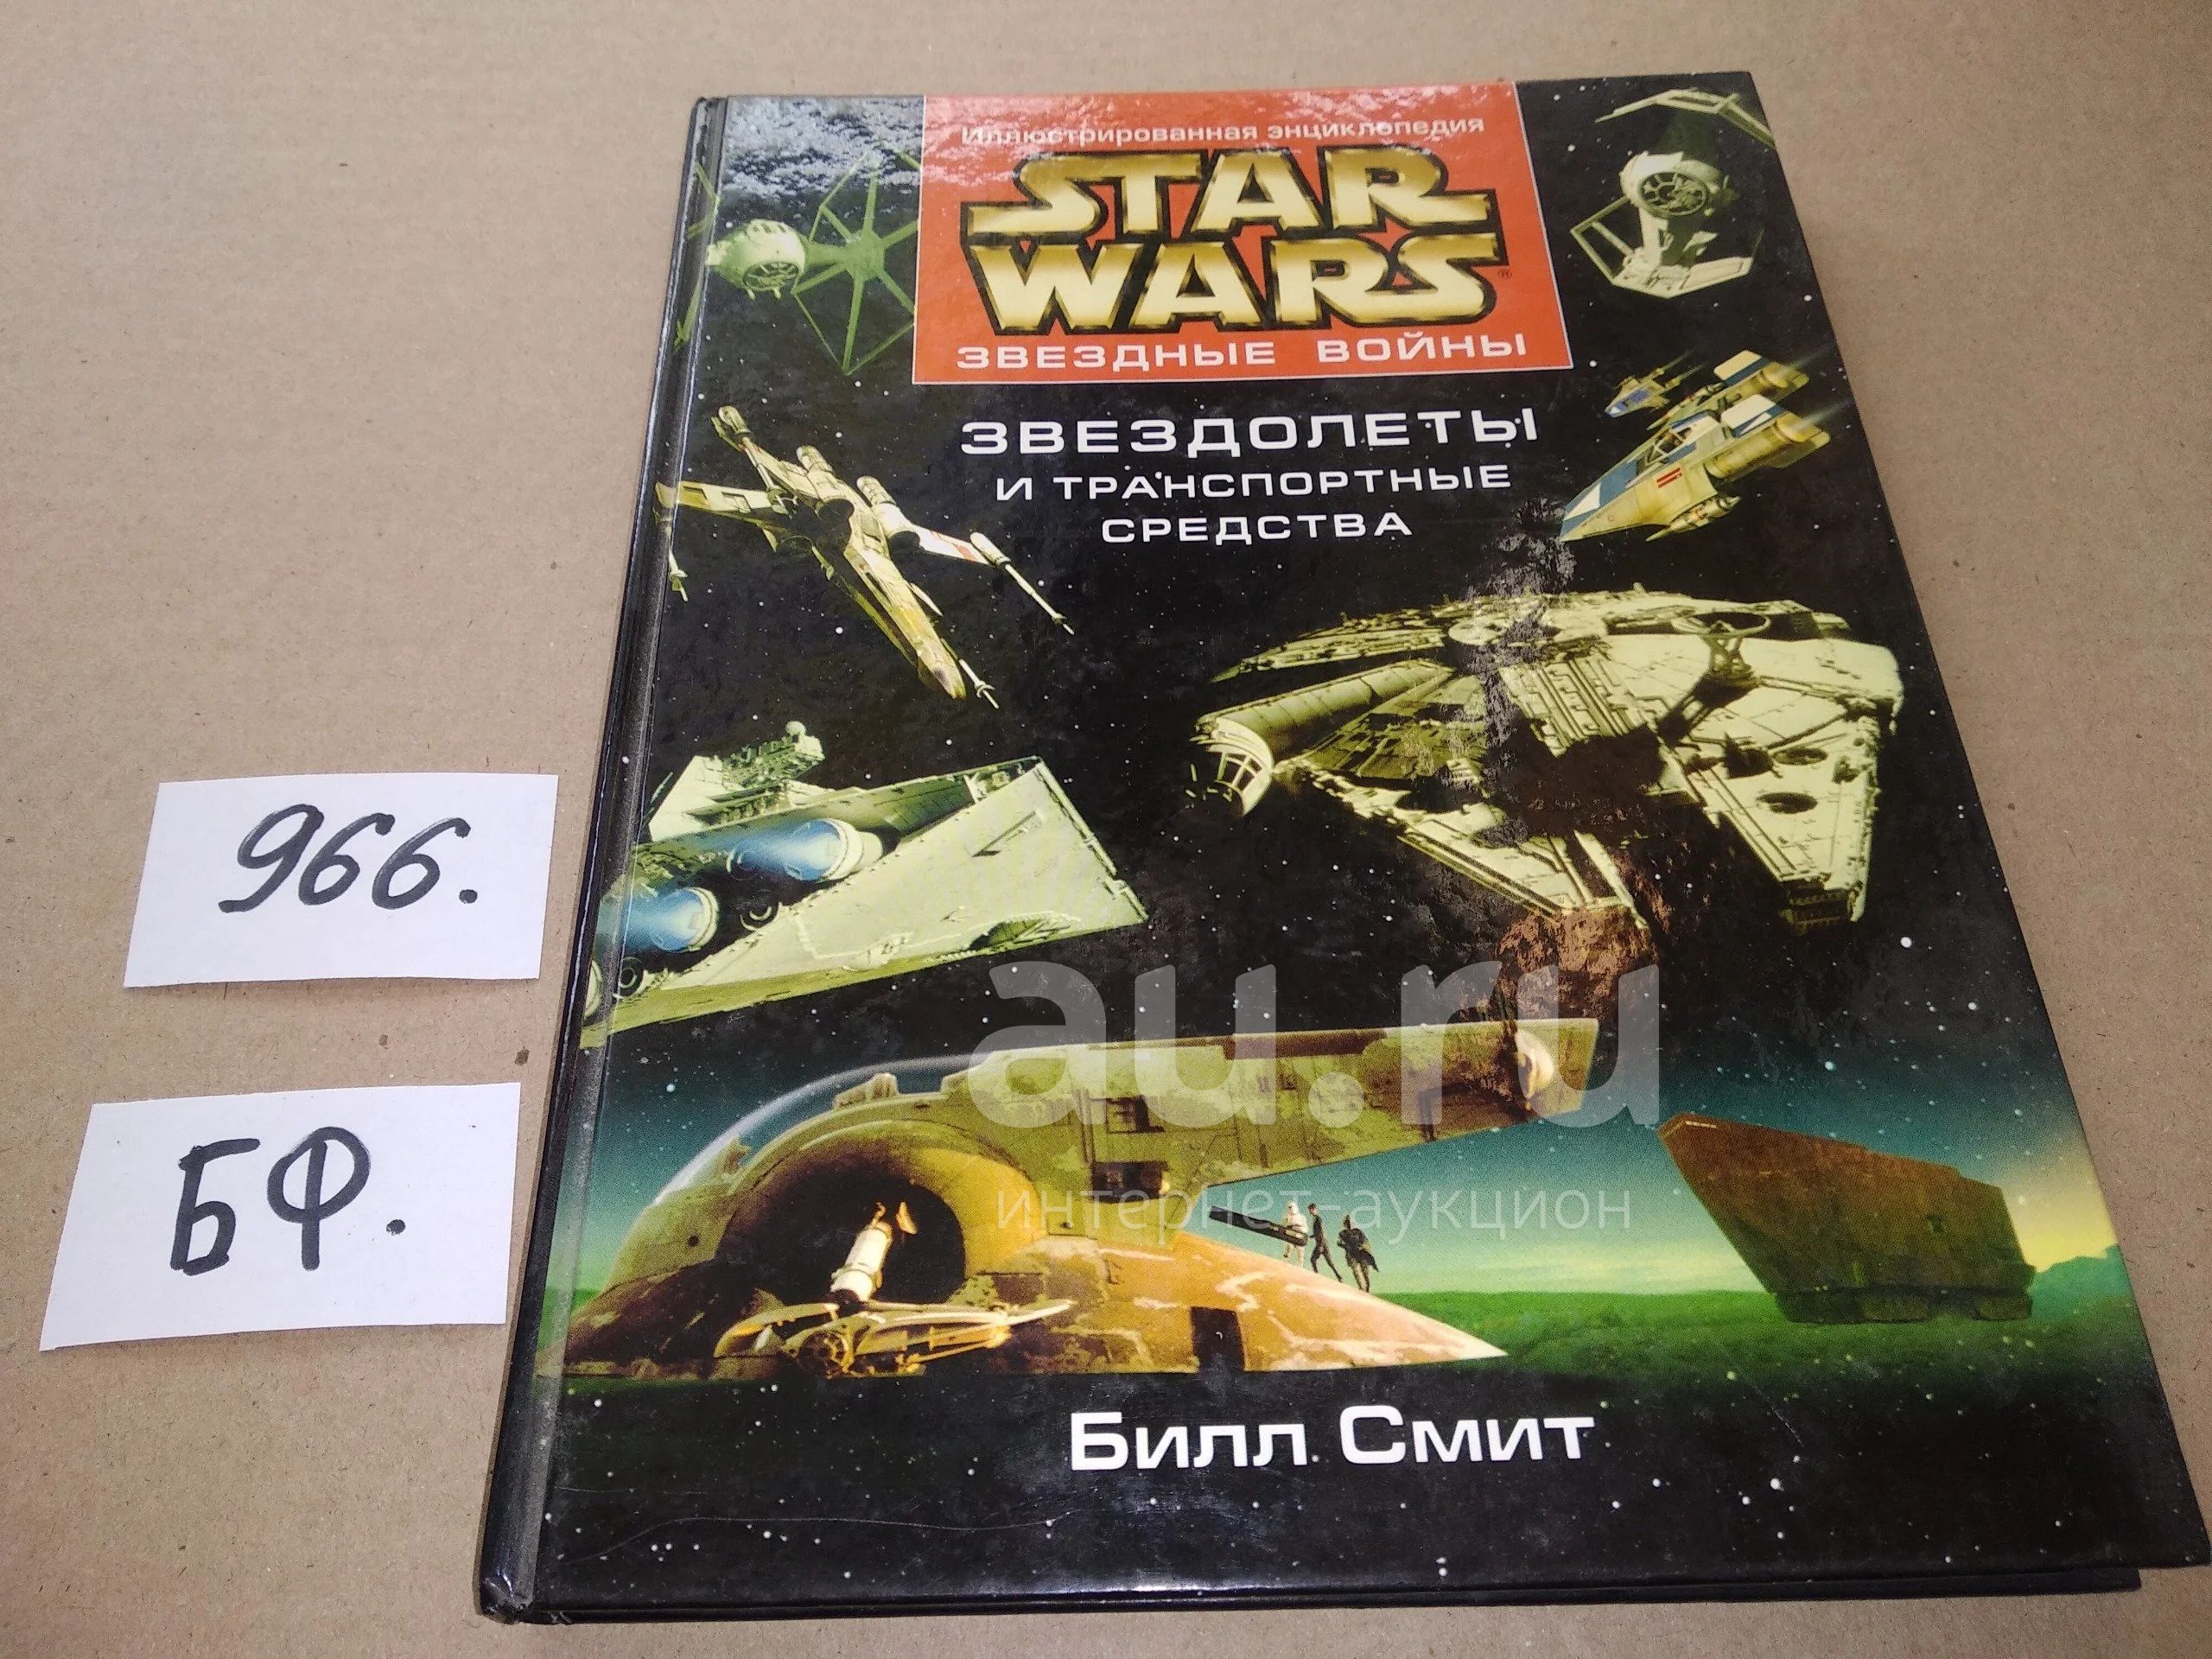 Иллюстрированная энциклопедия
STAR
WARS®
ЗВЕЗДНЫЕ ВОЙНЫ
ЗВЕЗДОЛЕТЫ
И ТРАНСПОРТНЫЕ
СРЕДСТВА
966.
БФ.
au.ru
интернет-аукцион
Билл Смит